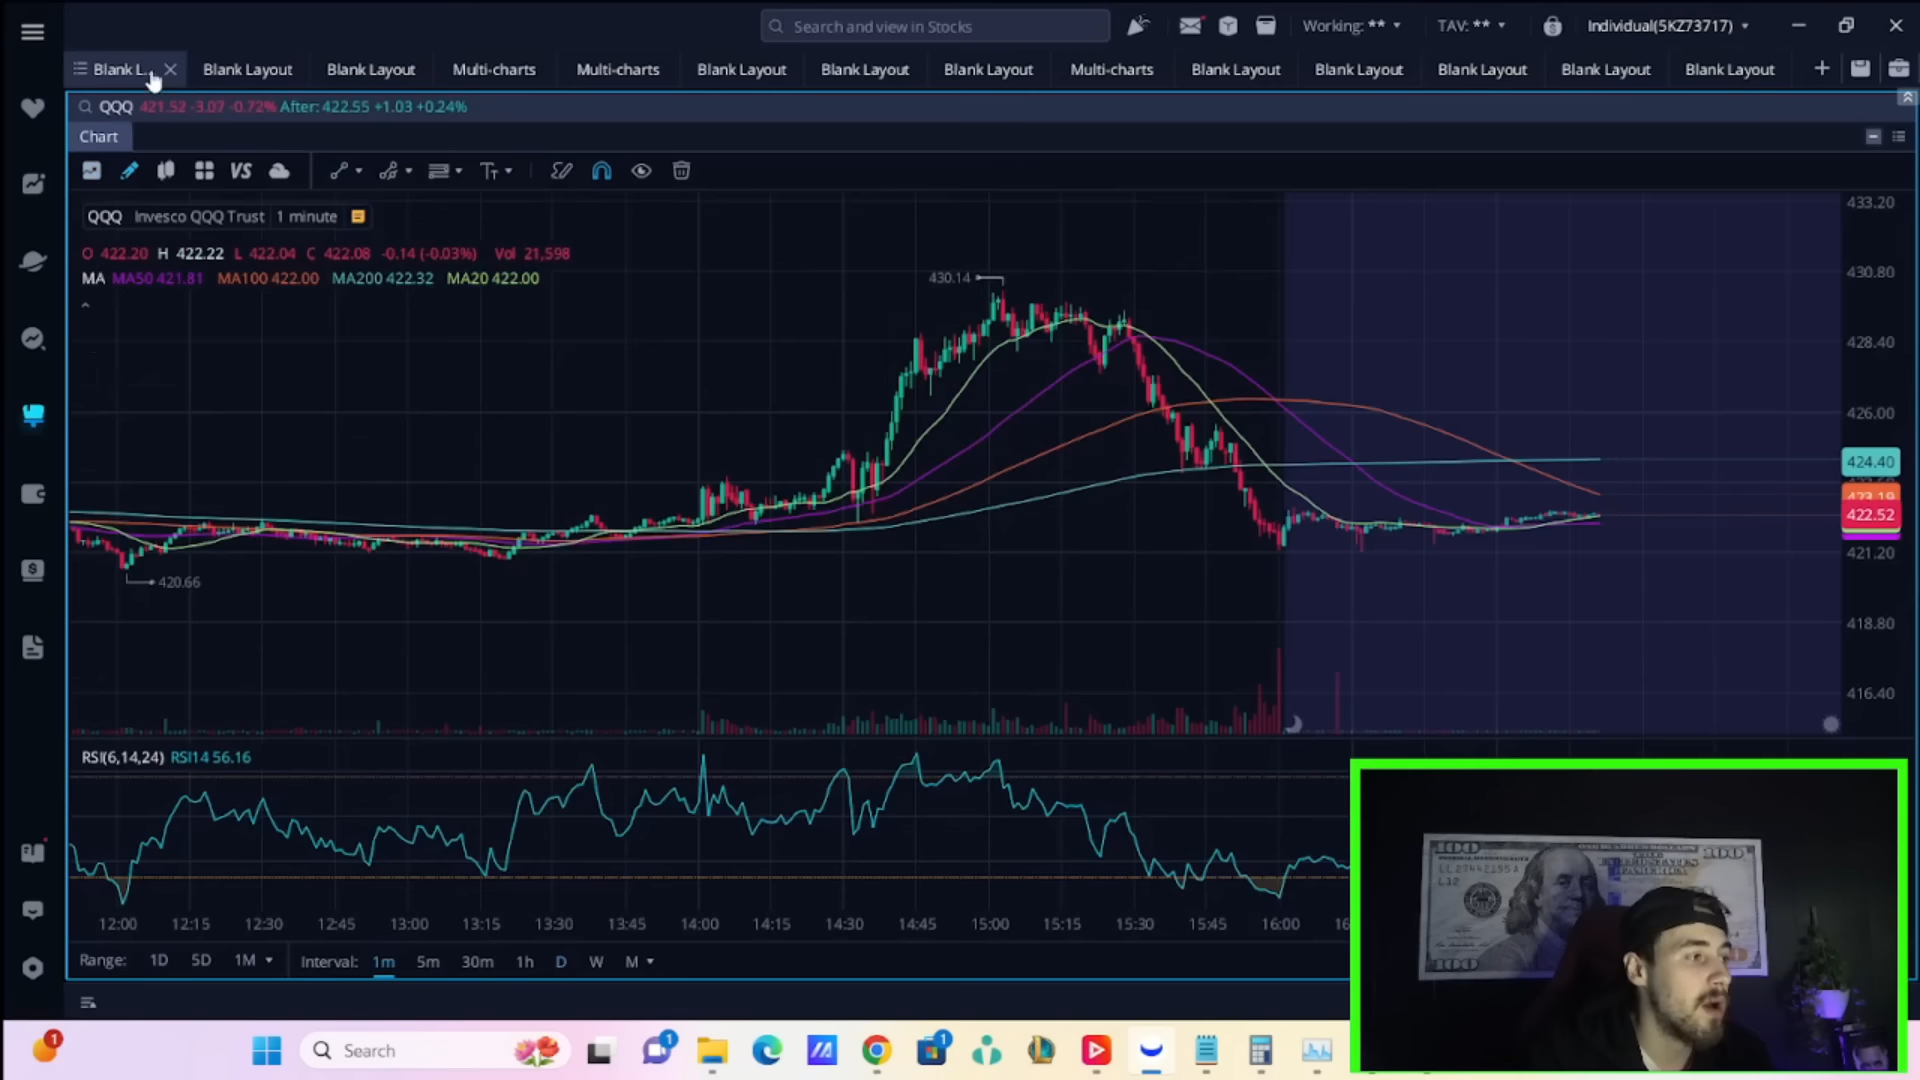 Search and view in Stocks
Working: **
TAV: **
Individual(5KZ73717)
Blank L...
Blank Layout
Blank Layout
Multi-charts
Multi-charts
Blank Layout
Blank Layout
Blank Layout
Multi-charts
Blank Layout
Blank Layout
Blank Layout
Blank Layout
Blank Layout
QQQ 421.52 -3.07 -0.72% After: 422.55 +1.03 +0.24%
Chart
VS
QQQ Invesco QQQ Trust 1 minute
O 422.20 H 422.22 L 422.04 C 422.08 -0.14 (-0.03%) Vol 21,598
MA MA50 421.81 MA100 422.00 MA200 422.32 MA20 422.00
430.14
420.66
433.20
430.80
428.40
426.00
424.40
423.19
422.52
421.20
418.80
416.40
RSI(6,14,24) RSI14 56.16
12:00 12:15 12:30 12:45 13:00 13:15 13:30 13:45 14:00 14:15 14:30 14:45 15:00 15:15 15:30 15:45 16:00
Range: 1D 5D 1M Interval: 1m 5m 30m 1h D W M
100
100
100
1
Search
1
1